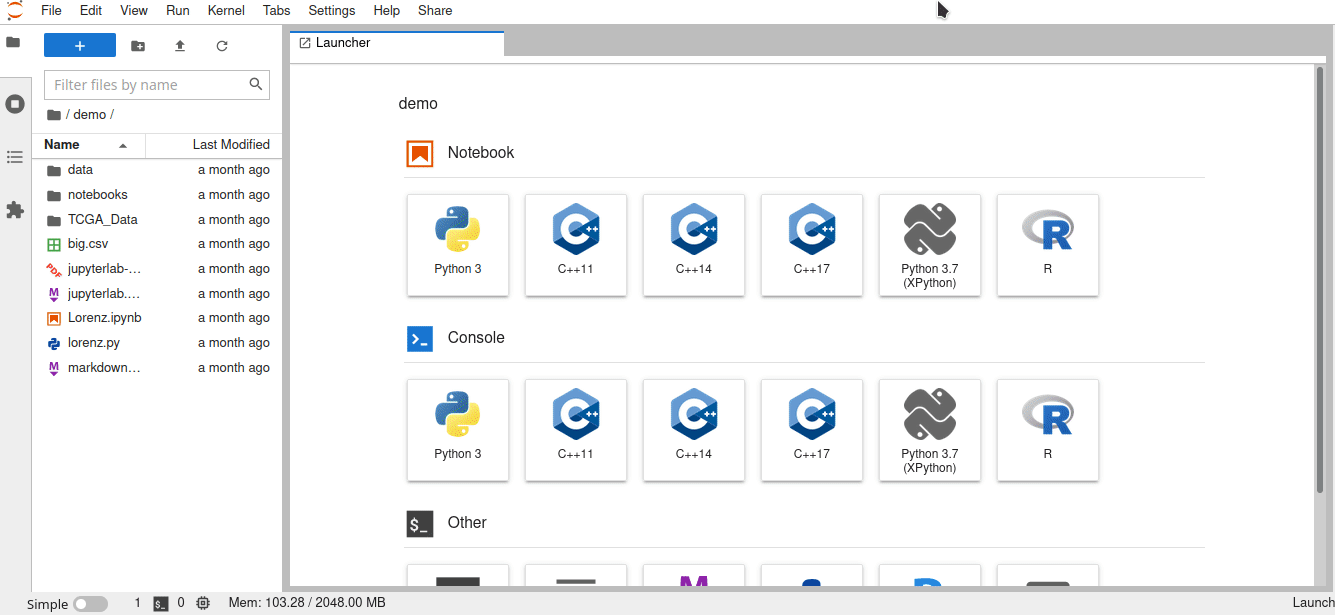 File Edit View Run Kernel Tabs Settings Help Share
Launcher
Filter files by name
/ demo /
Name Last Modified
data a month ago
notebooks a month ago
TCGA_Data a month ago
big.csv a month ago
jupyterlab-... a month ago
jupyterlab.... a month ago
Lorenz.ipynb a month ago
lorenz.py a month ago
markdown... a month ago
demo
Notebook
Python 3 C++11 C++14 C++17 Python 3.7 R
(XPython)
Console
Python 3 C++11 C++14 C++17 Python 3.7 R
(XPython)
$_ Other
Simple 1 $_ 0 Mem: 103.28 / 2048.00 MB Launch